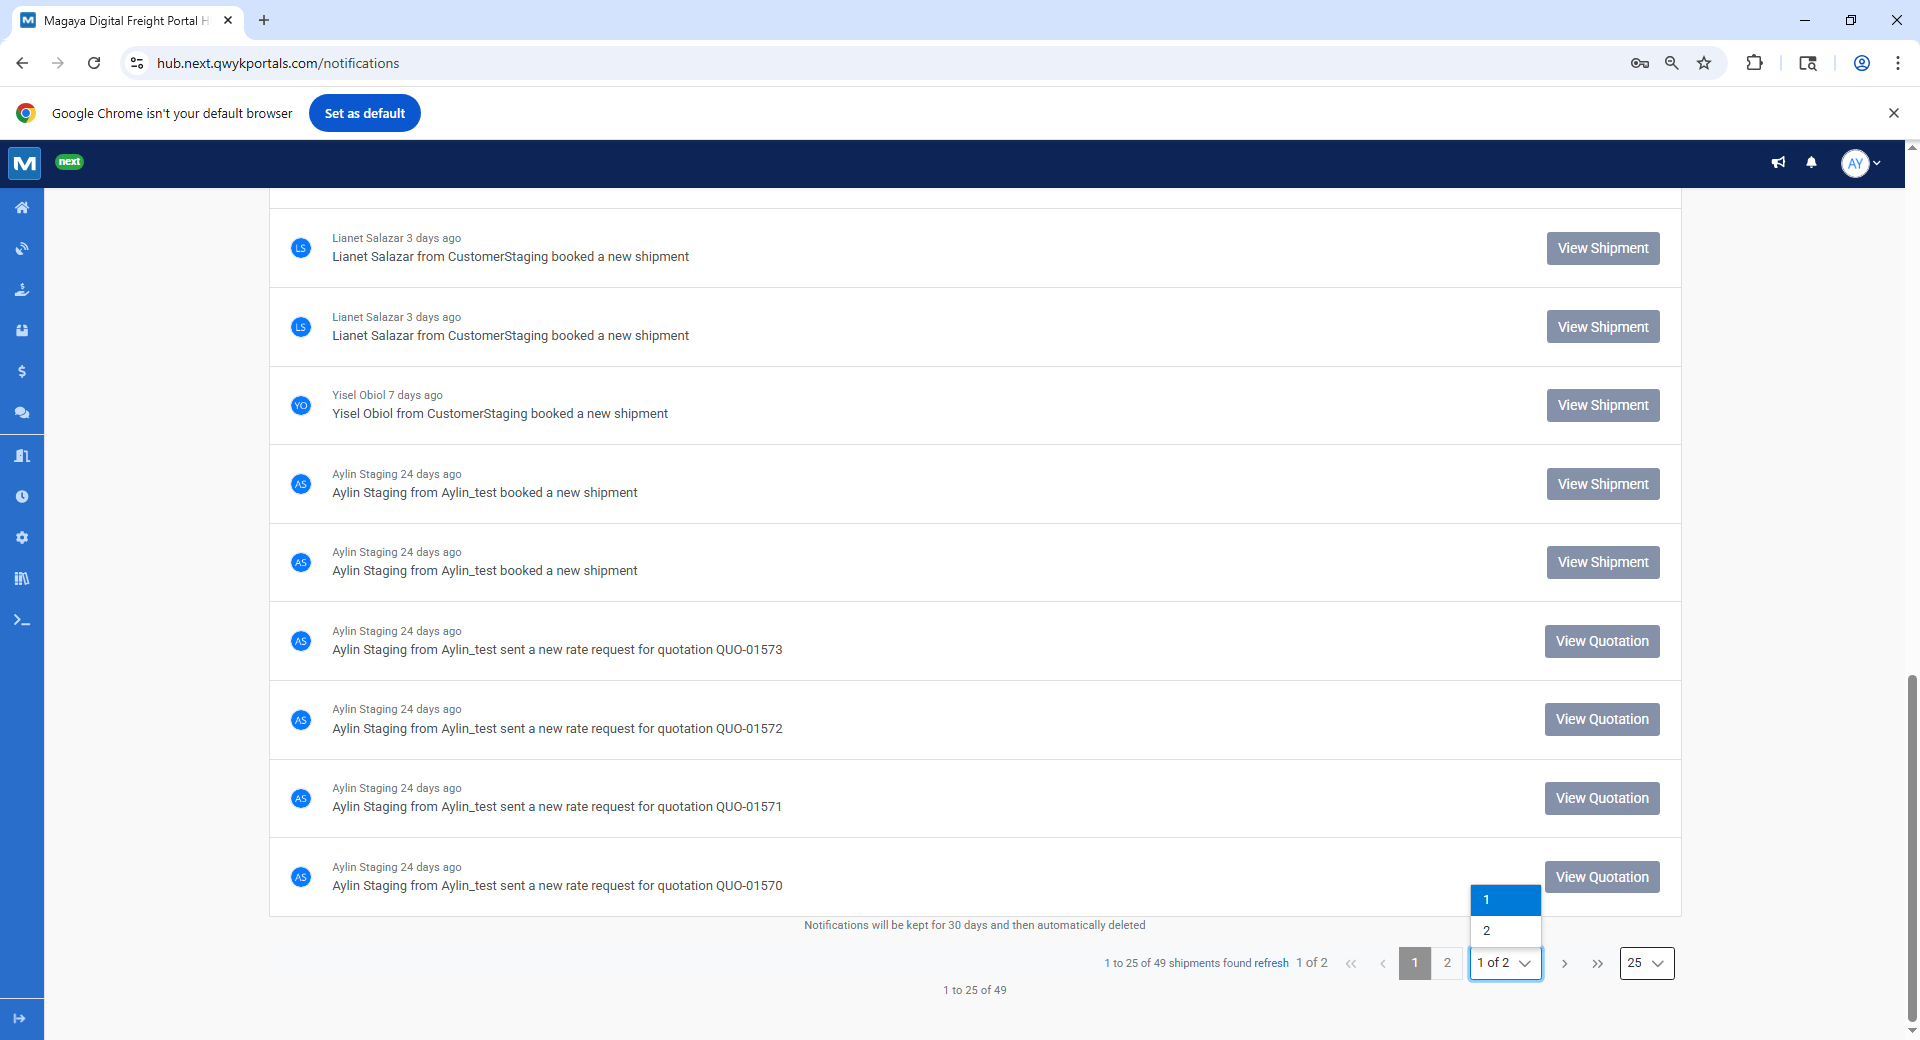 Magaya Digital Freight Portal H
hub.next.qwykportals.com/notifications
Google Chrome isn't your default browser
Set as default
M
next
AY
LS
Lianet Salazar 3 days ago
Lianet Salazar from CustomerStaging booked a new shipment
View Shipment
LS
Lianet Salazar 3 days ago
Lianet Salazar from CustomerStaging booked a new shipment
View Shipment
YO
Yisel Obiol 7 days ago
Yisel Obiol from CustomerStaging booked a new shipment
View Shipment
AS
Aylin Staging 24 days ago
Aylin Staging from Aylin_test booked a new shipment
View Shipment
AS
Aylin Staging 24 days ago
Aylin Staging from Aylin_test booked a new shipment
View Shipment
AS
Aylin Staging 24 days ago
Aylin Staging from Aylin_test sent a new rate request for quotation QUO-01573
View Quotation
AS
Aylin Staging 24 days ago
Aylin Staging from Aylin_test sent a new rate request for quotation QUO-01572
View Quotation
AS
Aylin Staging 24 days ago
Aylin Staging from Aylin_test sent a new rate request for quotation QUO-01571
View Quotation
AS
Aylin Staging 24 days ago
Aylin Staging from Aylin_test sent a new rate request for quotation QUO-01570
View Quotation
1
2
Notifications will be kept for 30 days and then automatically deleted
1 to 25 of 49 shipments found refresh 1 of 2 « ‹ 1 2 1 of 2 › » 25
1 to 25 of 49